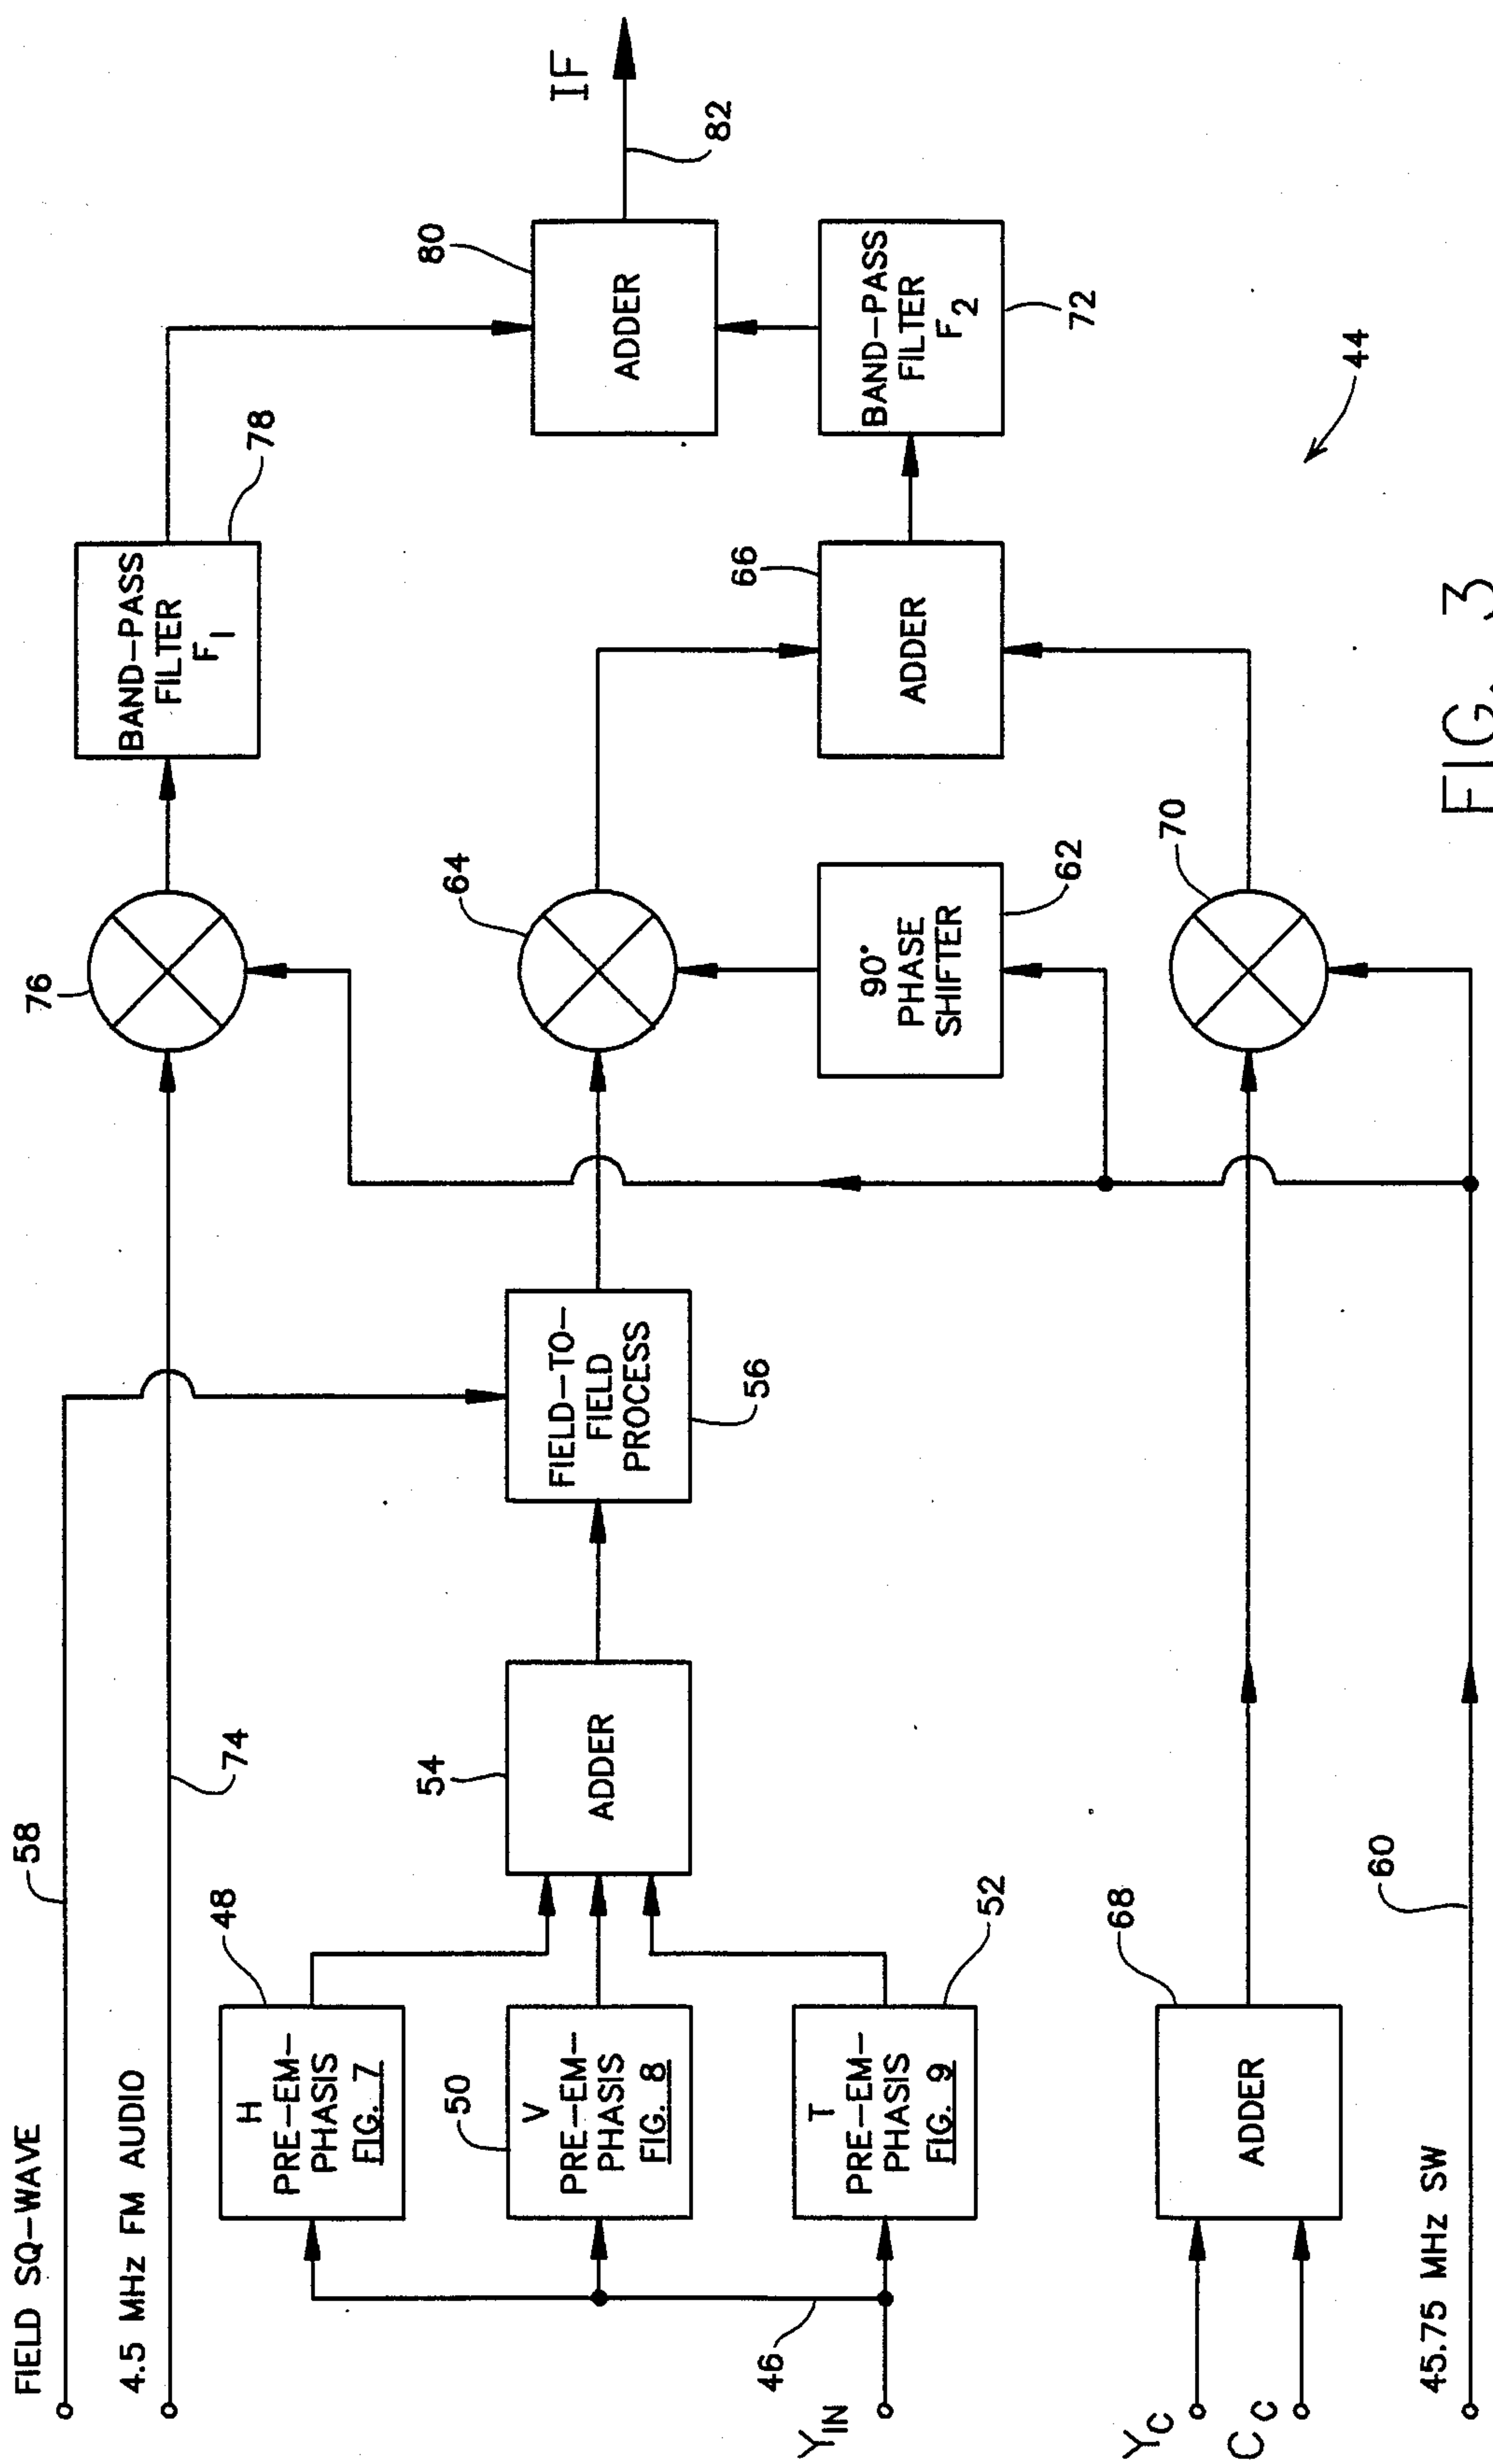 FIELD SQ-WAVE
58
4.5 MHz FM AUDIO
74
76
BAND-PASS
FILTER
F1
78
48
H
PRE-EM-
PHASIS
FIG. 7
50
V
PRE-EM-
PHASIS
FIG. 8
T
PRE-EM-
PHASIS
FIG. 9
52
46
YIN
54
ADDER
FIELD-TO-
FIELD
PROCESS
56
64
90°
PHASE
SHIFTER
62
66
ADDER
80
ADDER
IF
82
BAND-PASS
FILTER
F2
72
YC
CC
68
ADDER
70
45.75 MHz SW
60
44
FIG. 3